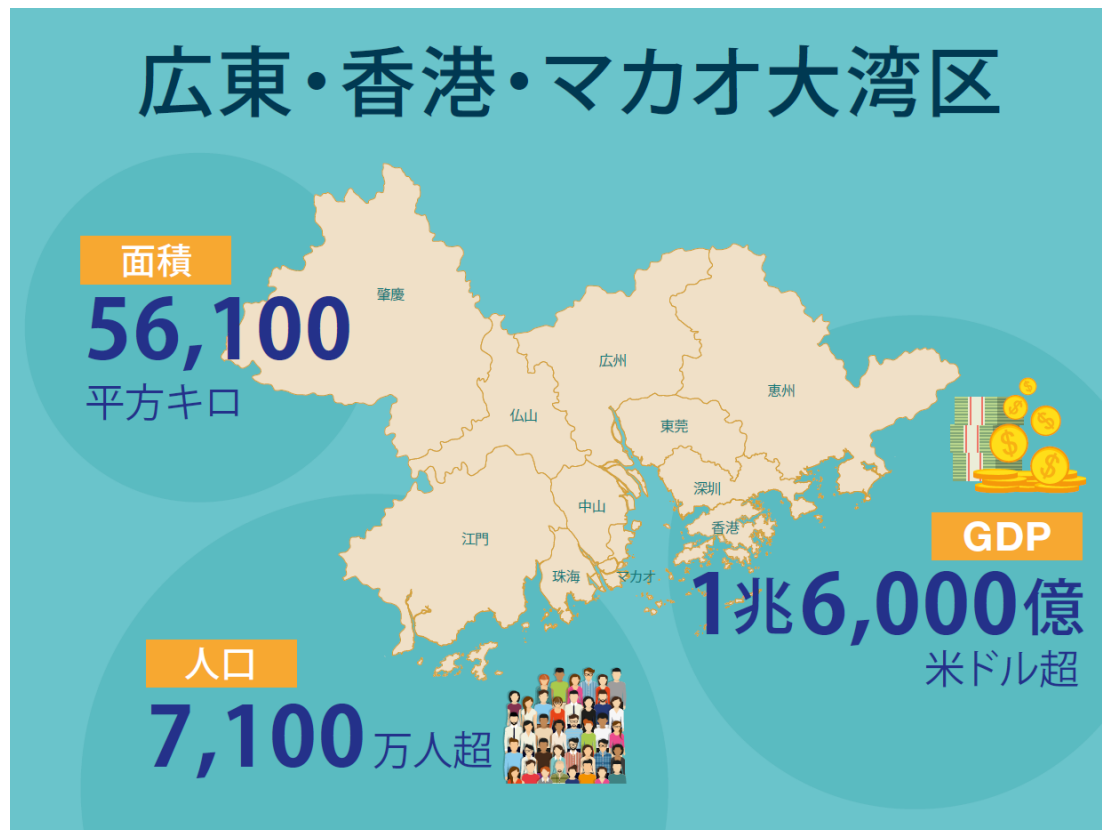 広東・香港・マカオ大湾区
面積
56,100
平方キロ
肇慶
広州
恵州
仏山
東莞
深圳
中山
香港
江門
珠海
マカオ
GDP
1兆6,000億
米ドル超
人口
7,100万人超